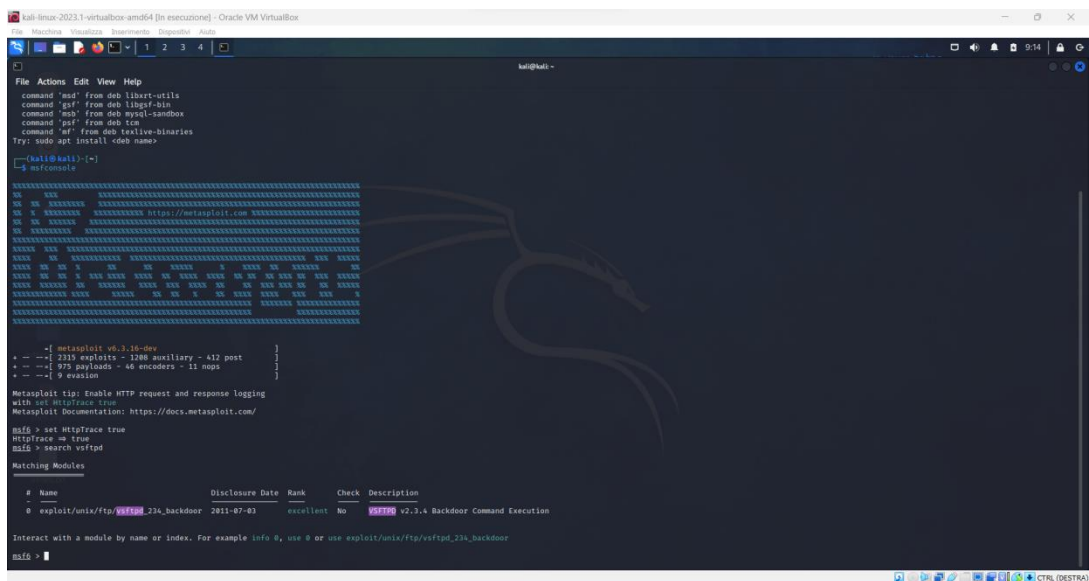 kali-linux-2023.1-virtualbox-amd64 [In esecuzione] - Oracle VM VirtualBox
File Macchina Visualizza Inserimento Dispositivi Aiuto
1 2 3 4
9:14
kali@kali: ~
File Actions Edit View Help
command 'msd' from deb libxrt-utils
command 'gsf' from deb libgsf-bin
command 'msb' from deb mysql-sandbox
command 'psf' from deb tcm
command 'mf' from deb texlive-binaries
Try: sudo apt install <deb name>
(kali㉿kali)-[~]
$ msfconsole
https://metasploit.com
=[ metasploit v6.3.16-dev ]
+ -- --=[ 2315 exploits - 1208 auxiliary - 412 post ]
+ -- --=[ 975 payloads - 46 encoders - 11 nops ]
+ -- --=[ 9 evasion ]
Metasploit tip: Enable HTTP request and response logging
with set HttpTrace true
Metasploit Documentation: https://docs.metasploit.com/
msf6 > set HttpTrace true
HttpTrace => true
msf6 > search vsftpd
Matching Modules
# Name Disclosure Date Rank Check Description
0 exploit/unix/ftp/vsftpd_234_backdoor 2011-07-03 excellent No VSFTPD v2.3.4 Backdoor Command Execution
Interact with a module by name or index. For example info 0, use 0 or use exploit/unix/ftp/vsftpd_234_backdoor
msf6 >
CTRL (DESTRA)